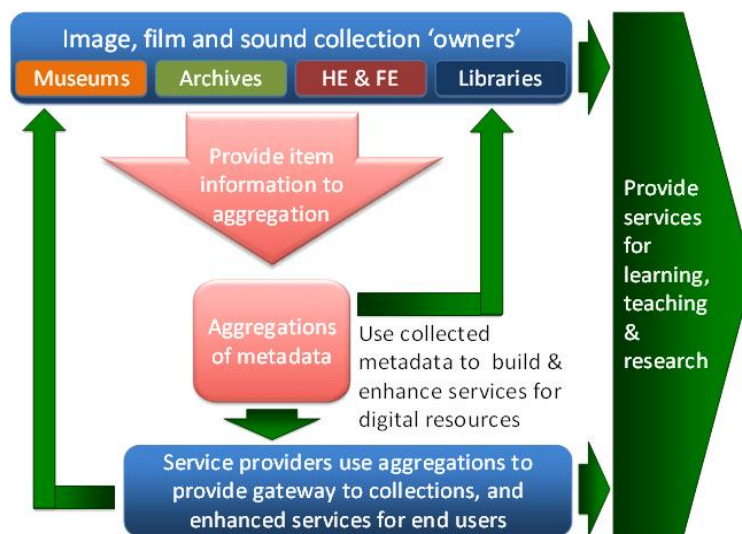 Image, film and sound collection ‘owners’
Museums
Archives
HE & FE
Libraries
Provide item
information to
aggregation
Aggregations
of metadata
Use collected
metadata to build &
enhance services for
digital resources
Service providers use aggregations to
provide gateway to collections, and
enhanced services for end users
Provide
services
for
learning,
teaching
&
research